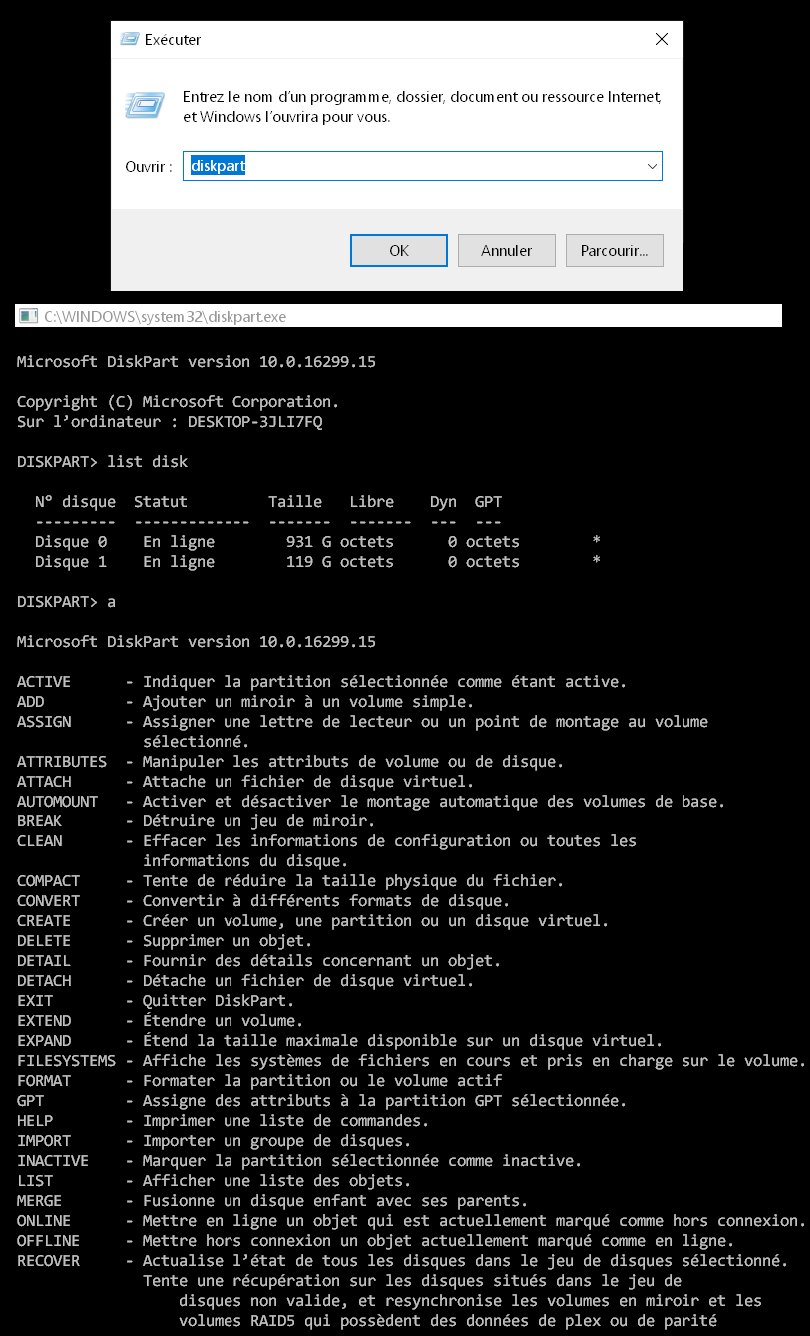 Exécuter
Entrez le nom d'un programme, dossier, document ou ressource Internet,
et Windows l'ouvrira pour vous.
Ouvrir : diskpart
OK Annuler Parcourir...
C:\WINDOWS\system32\diskpart.exe
Microsoft DiskPart version 10.0.16299.15
Copyright (C) Microsoft Corporation.
Sur l'ordinateur : DESKTOP-3JLI7FQ
DISKPART> list disk
N° disque Statut Taille Libre Dyn GPT
--------- ------------- ------- ------- --- ---
Disque 0 En ligne 931 G octets 0 octets *
Disque 1 En ligne 119 G octets 0 octets *
DISKPART> a
Microsoft DiskPart version 10.0.16299.15
ACTIVE - Indiquer la partition sélectionnée comme étant active.
ADD - Ajouter un miroir à un volume simple.
ASSIGN - Assigner une lettre de lecteur ou un point de montage au volume
sélectionné.
ATTRIBUTES - Manipuler les attributs de volume ou de disque.
ATTACH - Attache un fichier de disque virtuel.
AUTOMOUNT - Activer et désactiver le montage automatique des volumes de base.
BREAK - Détruire un jeu de miroir.
CLEAN - Effacer les informations de configuration ou toutes les
informations du disque.
COMPACT - Tente de réduire la taille physique du fichier.
CONVERT - Convertir à différents formats de disque.
CREATE - Créer un volume, une partition ou un disque virtuel.
DELETE - Supprimer un objet.
DETAIL - Fournir des détails concernant un objet.
DETACH - Détache un fichier de disque virtuel.
EXIT - Quitter DiskPart.
EXTEND - Étendre un volume.
EXPAND - Étend la taille maximale disponible sur un disque virtuel.
FILESYSTEMS - Affiche les systèmes de fichiers en cours et pris en charge sur le volume.
FORMAT - Formater la partition ou le volume actif
GPT - Assigne des attributs à la partition GPT sélectionnée.
HELP - Imprimer une liste de commandes.
IMPORT - Importer un groupe de disques.
INACTIVE - Marquer la partition sélectionnée comme inactive.
LIST - Afficher une liste des objets.
MERGE - Fusionne un disque enfant avec ses parents.
ONLINE - Mettre en ligne un objet qui est actuellement marqué comme hors connexion.
OFFLINE - Mettre hors connexion un objet actuellement marqué comme en ligne.
RECOVER - Actualise l'état de tous les disques dans le jeu de disques sélectionné.
Tente une récupération sur les disques situés dans le jeu de
disques non valide, et resynchronise les volumes en miroir et les
volumes RAID5 qui possèdent des données de plex ou de parité